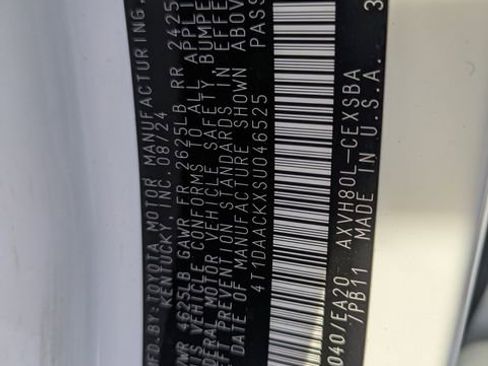 MFD.BY: TOYOTA MOTOR MANUFACTURING,
KENTUCKY, INC. 08/24
GVWR 4625LB GAWR FR 2625LB RR 2425
THIS VEHICLE CONFORMS TO ALL APPLI
FEDERAL MOTOR VEHICLE SAFETY BUMPE
THEFT PREVENTION STANDARDS IN EFFE
DATE OF MANUFACTURE SHOWN ABOV
4T1DAACKXSU046525 PASS
040/EA20 AXVH80L-CEXSBA
/PB11 MADE IN U.S.A. 3